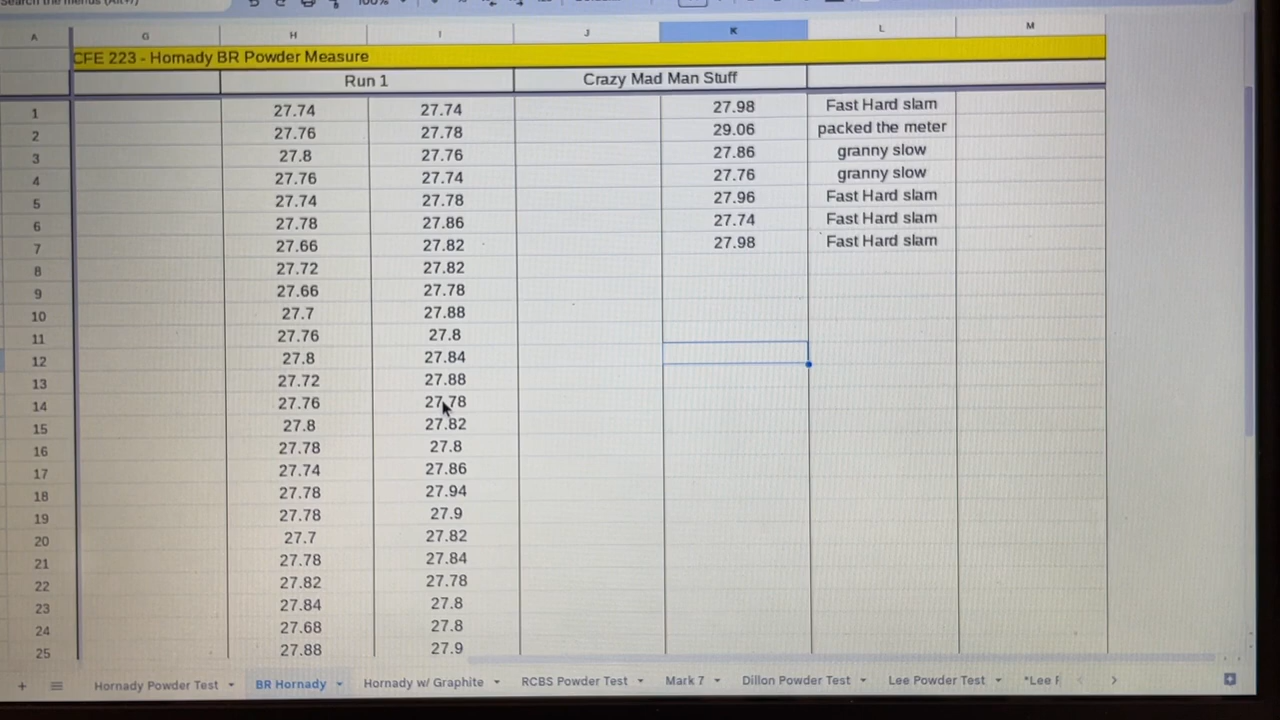 Search the menus (Alt+/)
100%
A G H I J K L M
CFE 223 - Hornady BR Powder Measure
Run 1 Crazy Mad Man Stuff
1 27.74 27.74 27.98 Fast Hard slam
2 27.76 27.78 29.06 packed the meter
3 27.8 27.76 27.86 granny slow
4 27.76 27.74 27.76 granny slow
5 27.74 27.78 27.96 Fast Hard slam
6 27.78 27.86 27.74 Fast Hard slam
7 27.66 27.82 27.98 Fast Hard slam
8 27.72 27.82
9 27.66 27.78
10 27.7 27.88
11 27.76 27.8
12 27.8 27.84
13 27.72 27.88
14 27.76 27.78
15 27.8 27.82
16 27.78 27.8
17 27.74 27.86
18 27.78 27.94
19 27.78 27.9
20 27.7 27.82
21 27.78 27.84
22 27.82 27.78
23 27.84 27.8
24 27.68 27.8
25 27.88 27.9
Hornady Powder Test BR Hornady Hornady w/ Graphite RCBS Powder Test Mark 7 Dillon Powder Test Lee Powder Test *Lee